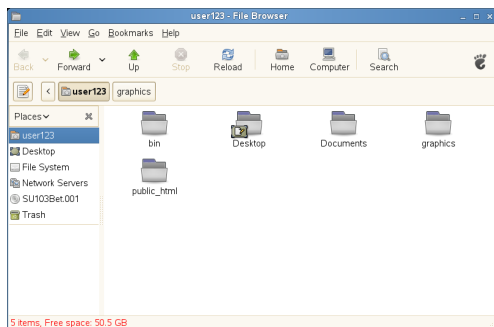 user123 - File Browser
File Edit View Go Bookmarks Help
Back Forward Up Stop Reload Home Computer Search
user123 graphics
Places
user123
Desktop
File System
Network Servers
SU103Bet.001
Trash
bin Desktop Documents graphics
public_html
5 items, Free space: 50.5 GB